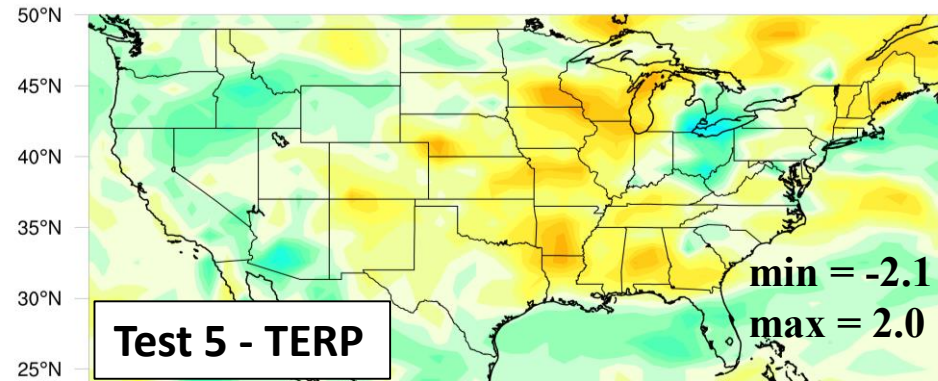 50°N
45°N
40°N
35°N
30°N
25°N
min = -2.1
max = 2.0
Test 5 - TERP